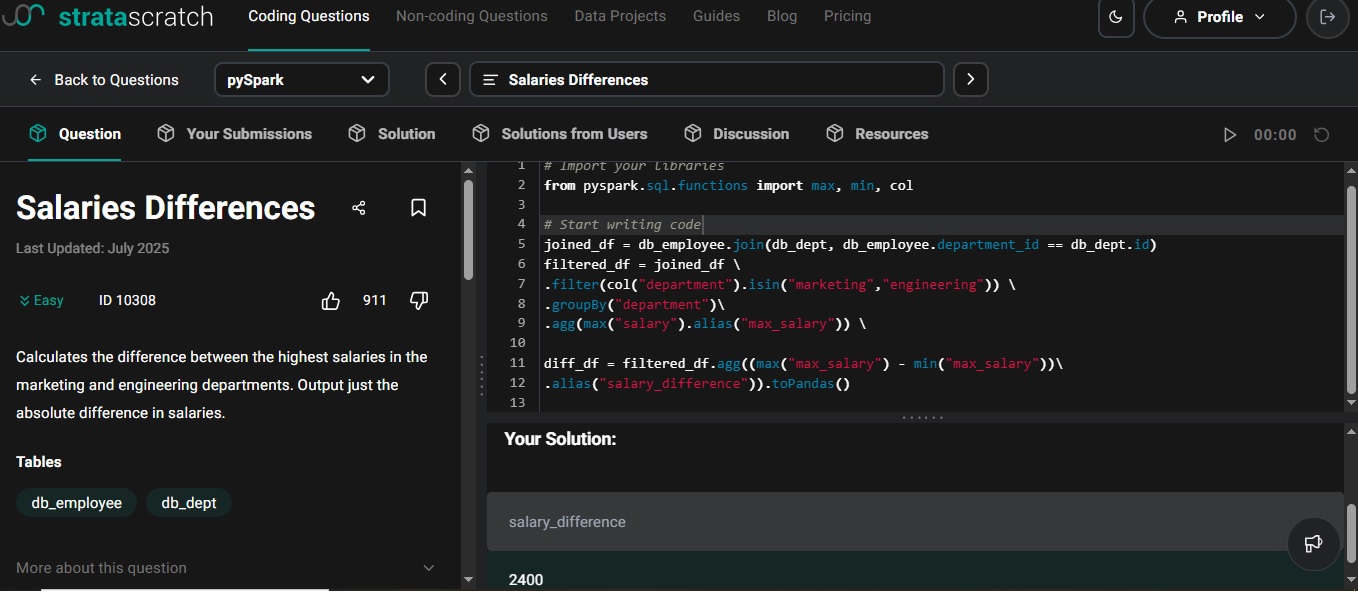 stratascratch
Coding Questions
Non-coding Questions
Data Projects
Guides
Blog
Pricing
Profile
Back to Questions
pySpark
Salaries Differences
Question
Your Submissions
Solution
Solutions from Users
Discussion
Resources
00:00
Salaries Differences
Last Updated: July 2025
Easy
ID 10308
911
Calculates the difference between the highest salaries in the
marketing and engineering departments. Output just the
absolute difference in salaries.
Tables
db_employee
db_dept
More about this question
1 # Import your libraries
2 from pyspark.sql.functions import max, min, col
3
4 # Start writing code
5 joined_df = db_employee.join(db_dept, db_employee.department_id == db_dept.id)
6 filtered_df = joined_df \
7 .filter(col("department").isin("marketing","engineering")) \
8 .groupBy("department")\
9 .agg(max("salary").alias("max_salary")) \
10
11 diff_df = filtered_df.agg((max("max_salary") - min("max_salary"))\
12 .alias("salary_difference")).toPandas()
13
Your Solution:
salary_difference
2400